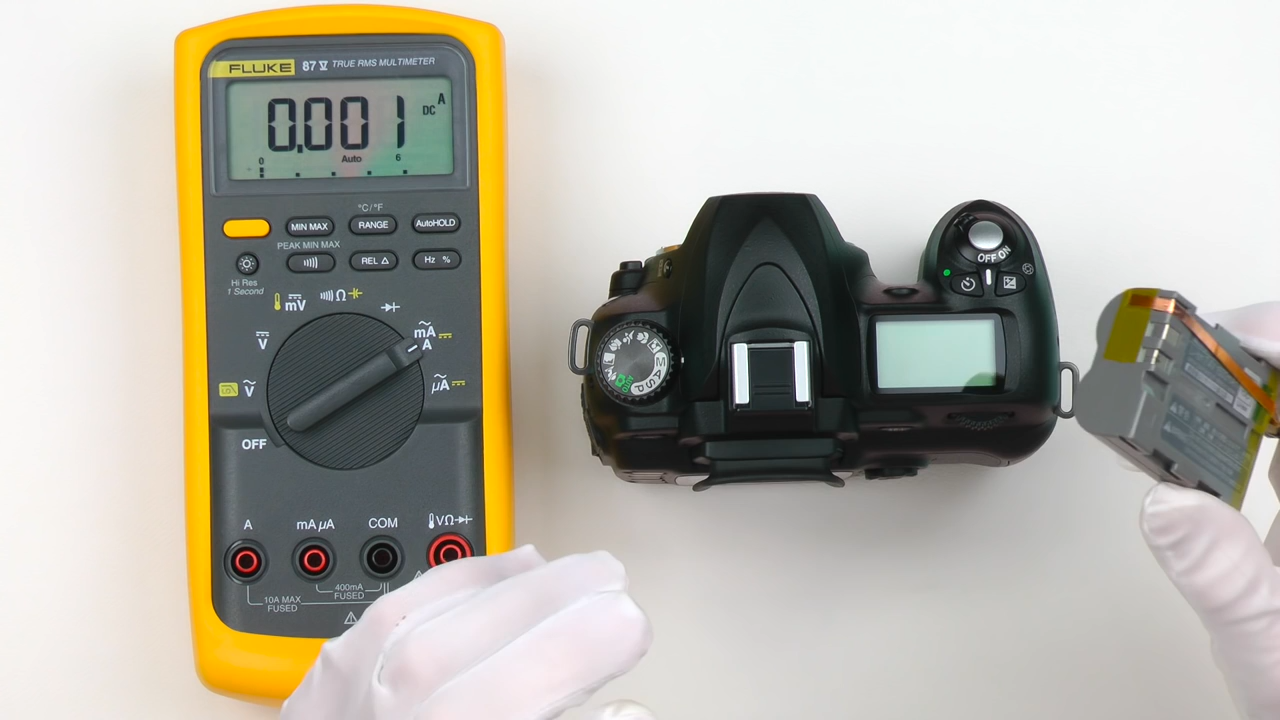 FLUKE 87 V TRUE RMS MULTIMETER
0.001 DC A
0 Auto 6
°C/°F
MIN MAX RANGE AutoHOLD
PEAK MIN MAX
REL △ Hz %
Hi Res
1 Second
mV Ω
V mA
A
V µA
OFF
A mA µA COM VΩ
400mA
FUSED
10A MAX
FUSED
OFF ON
AUTO
P
S
A
M